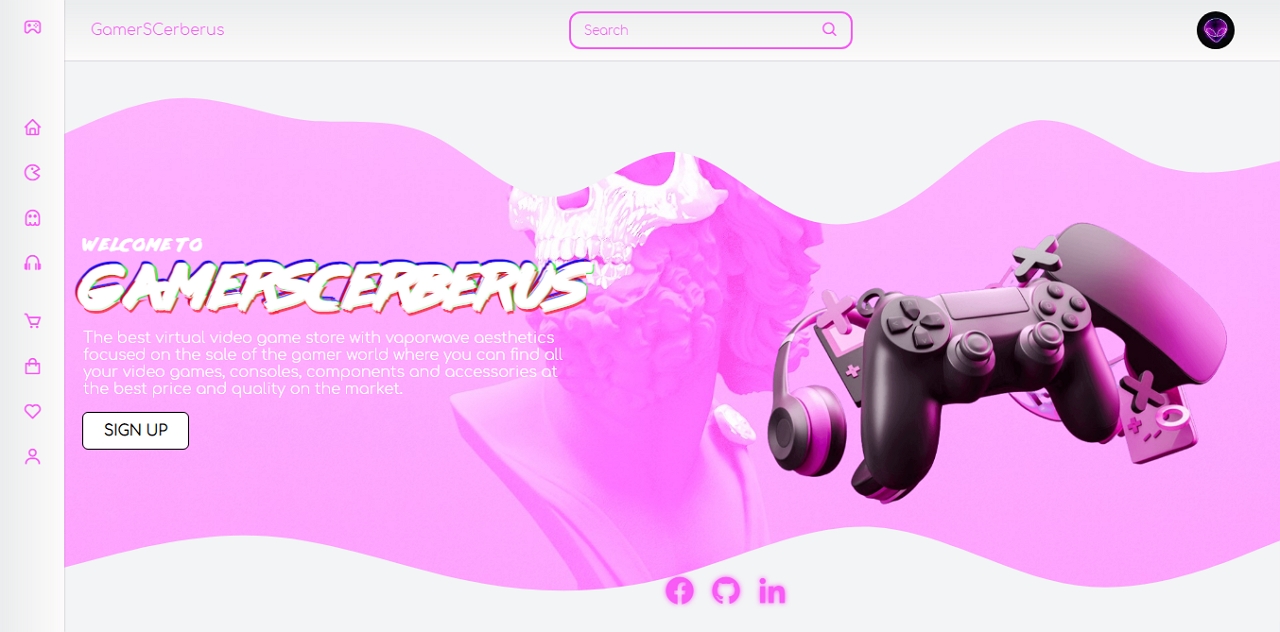 GamerSCerberus
Search
WELCOME TO
GAMERSCERBERUS
The best virtual video game store with vaporwave aesthetics
focused on the sale of the gamer world where you can find all
your video games, consoles, components and accessories at
the best price and quality on the market.
SIGN UP